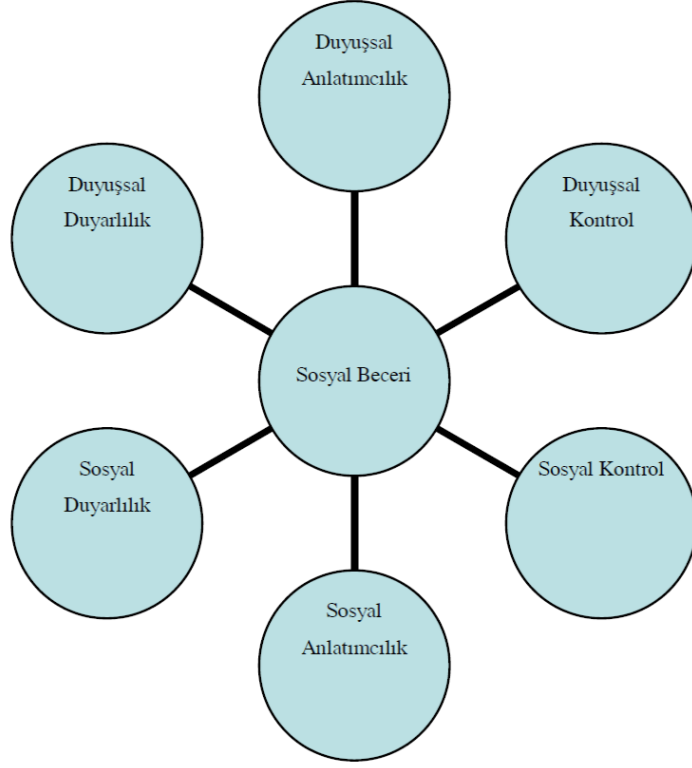 Duyuşsal
Anlatımcılık
Duyuşsal
Duyarlılık
Duyuşsal
Kontrol
Sosyal Beceri
Sosyal
Duyarlılık
Sosyal Kontrol
Sosyal
Anlatımcılık